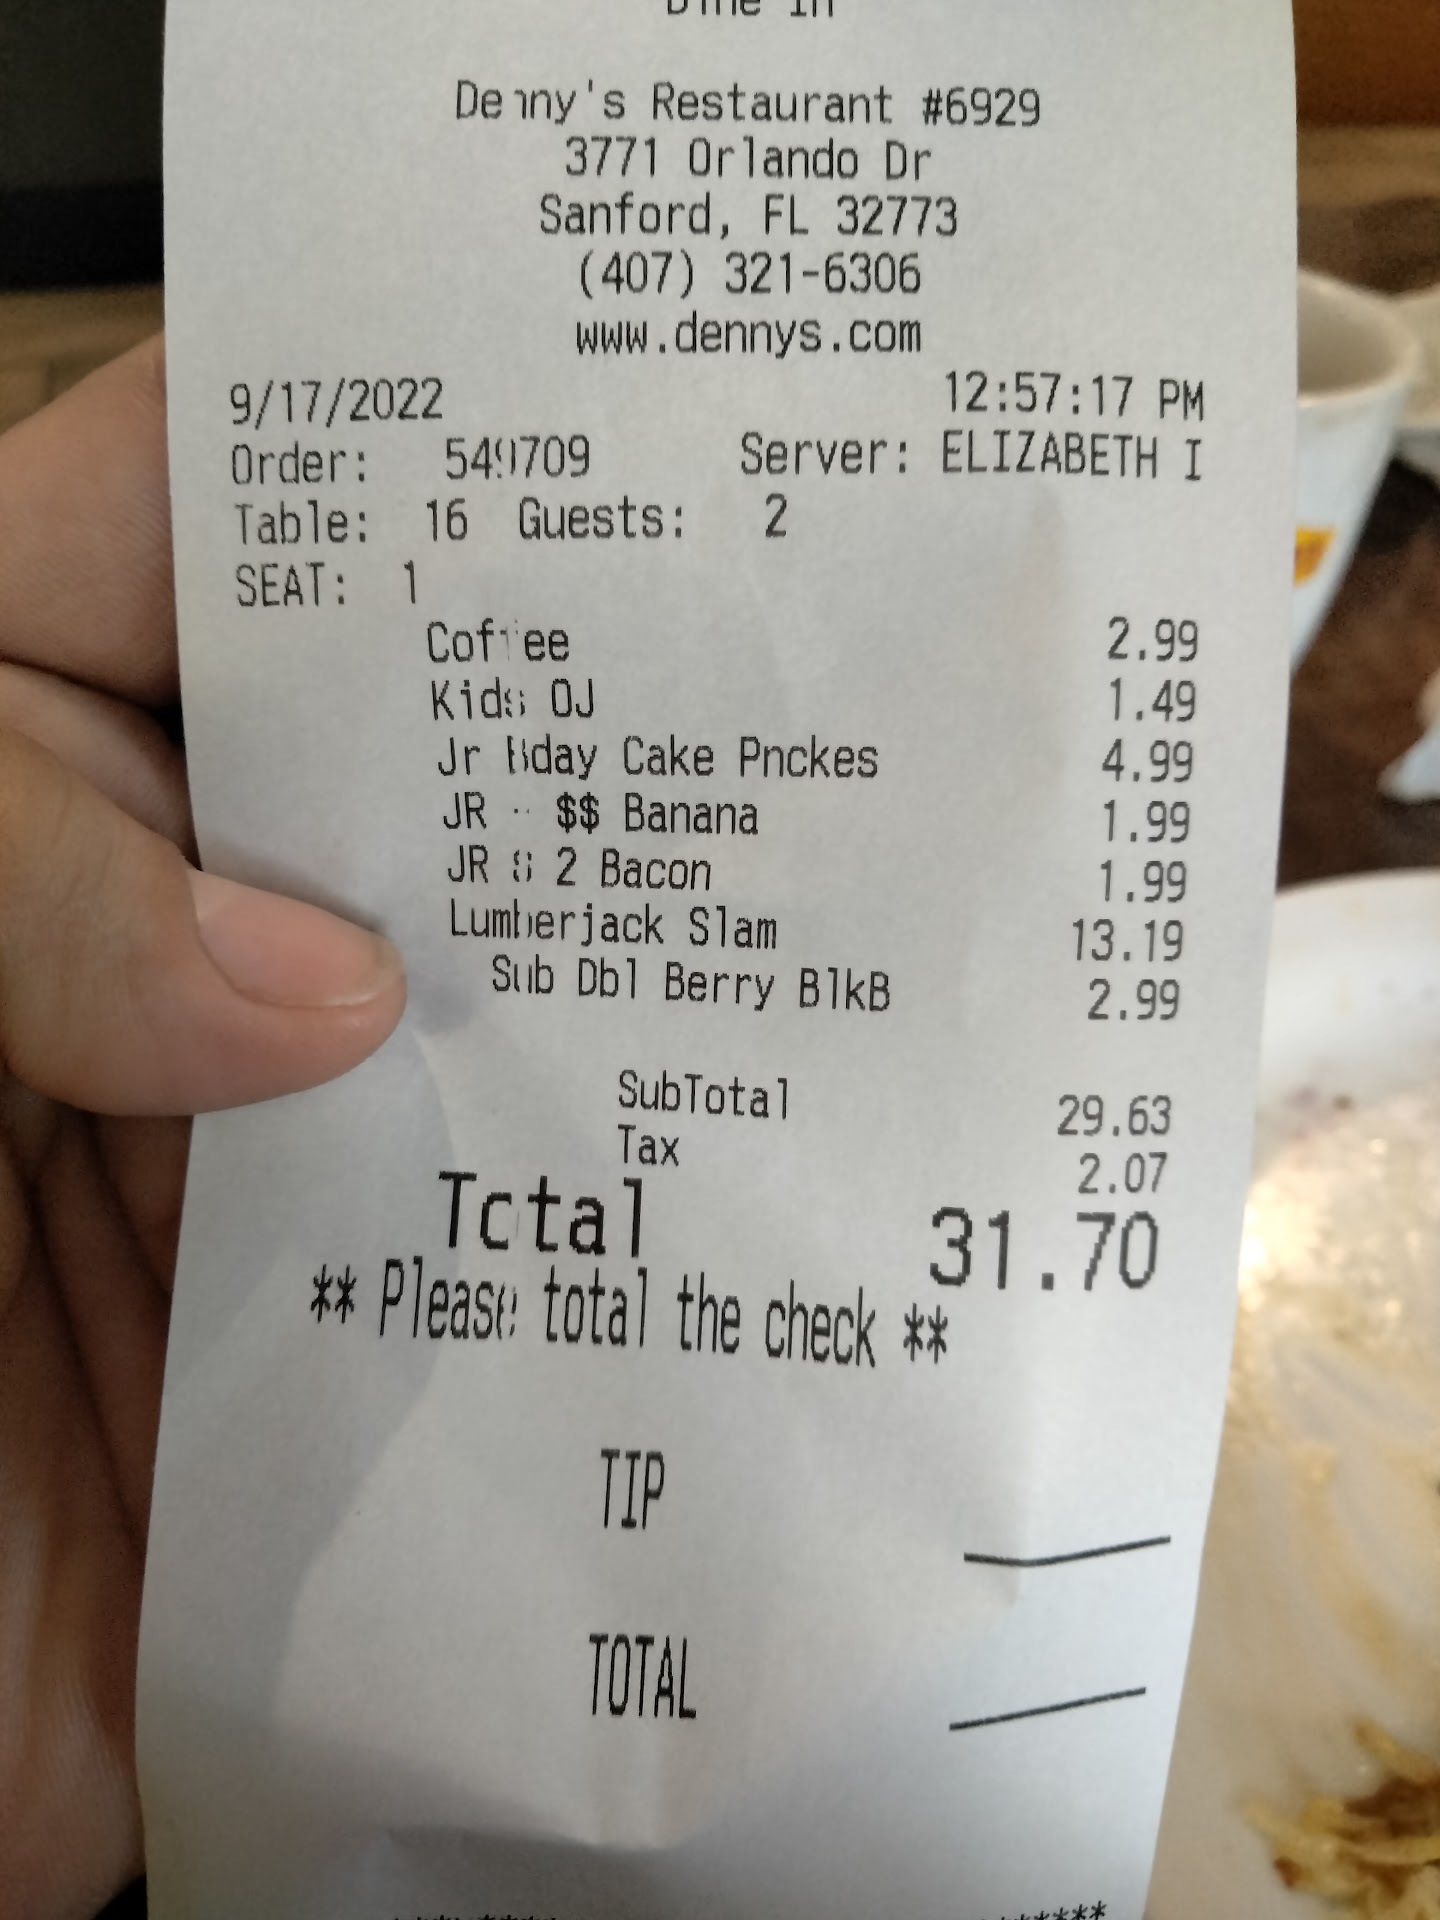 Dine In
Denny's Restaurant #6929
3771 Orlando Dr
Sanford, FL 32773
(407) 321-6306
www.dennys.com
9/17/2022 12:57:17 PM
Order: 549709 Server: ELIZABETH I
Table: 16 Guests: 2
SEAT: 1
Coffee 2.99
Kids OJ 1.49
Jr Bday Cake Pnckes 4.99
JR - $$ Banana 1.99
JR & 2 Bacon 1.99
Lumberjack Slam 13.19
Sub Dbl Berry BlkB 2.99
SubTotal 29.63
Tax 2.07
Total 31.70
** Please total the check **
TIP
TOTAL